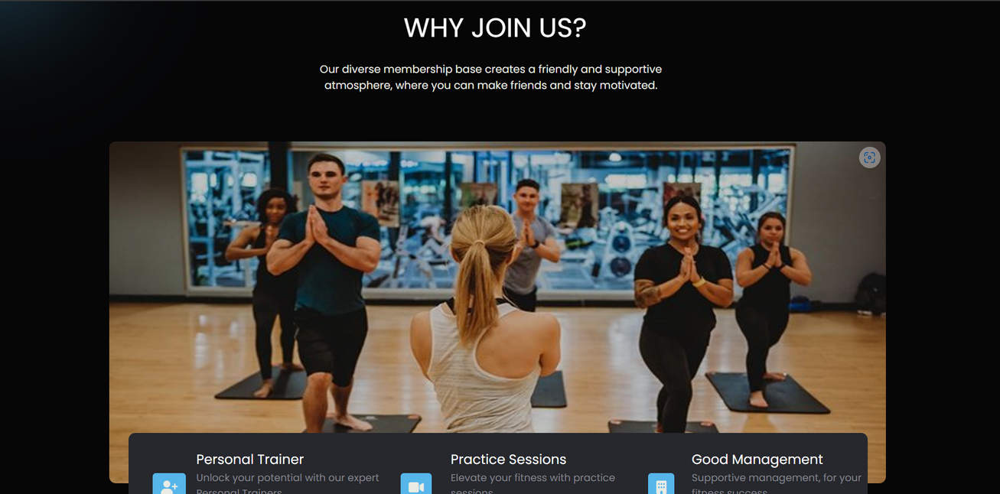 WHY JOIN US?
Our diverse membership base creates a friendly and supportive
atmosphere, where you can make friends and stay motivated.
Personal Trainer
Unlock your potential with our expert
Personal Trainers.
Practice Sessions
Elevate your fitness with practice
sessions.
Good Management
Supportive management, for your
fitness success.